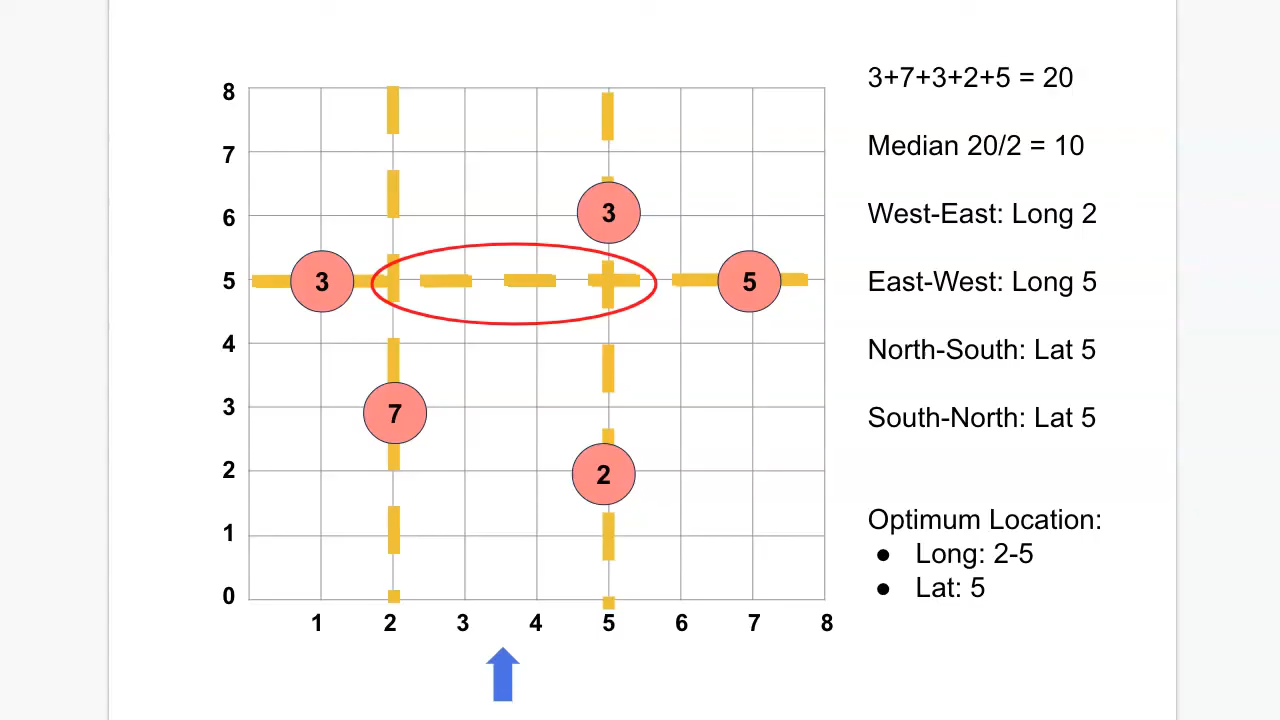 3+7+3+2+5 = 20
Median 20/2 = 10
West-East: Long 2
East-West: Long 5
North-South: Lat 5
South-North: Lat 5
Optimum Location:
● Long: 2-5
● Lat: 5
8
7
6
5
4
3
2
1
0
3
3
5
7
2
1 2 3 4 5 6 7 8